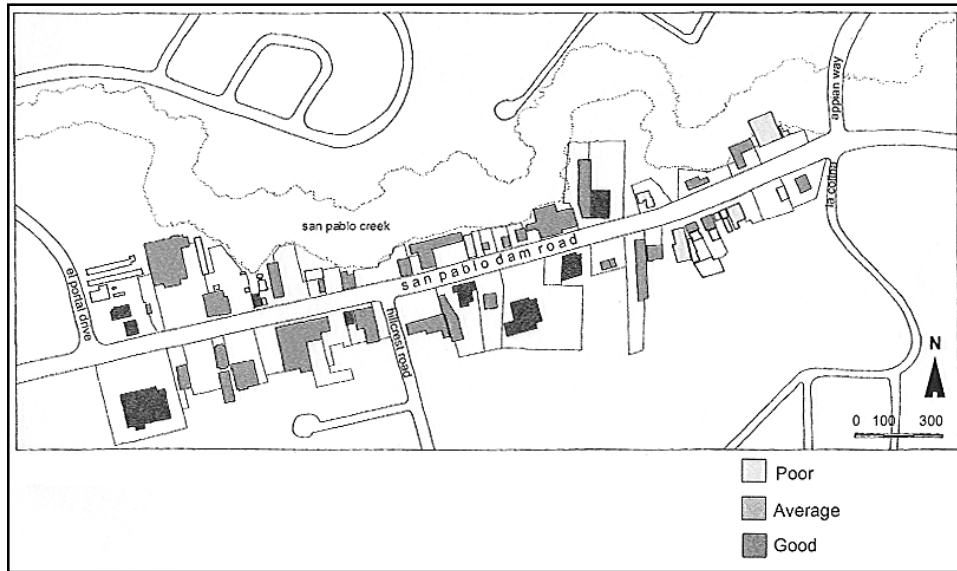 appian way
la colina
san pablo creek
san pablo dam road
el portal drive
hillcrest road
N
0 100 300
Poor
Average
Good